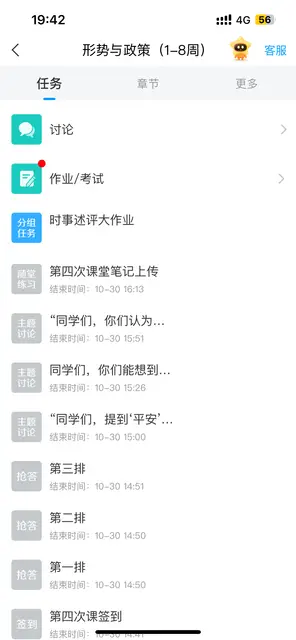 19:42
4G 56
形势与政策（1-8周）
客服
任务
章节
更多
讨论
作业/考试
分组
任务
时事述评大作业
随堂
练习
第四次课堂笔记上传
结束时间：10-30 16:13
主题
讨论
“同学们，你们认为...
结束时间：10-30 15:51
主题
讨论
同学们，你们能想到...
结束时间：10-30 15:26
主题
讨论
“同学们，提到‘平安’...
结束时间：10-30 15:00
抢答
第三排
结束时间：10-30 14:51
抢答
第二排
结束时间：10-30 14:50
抢答
第一排
结束时间：10-30 14:50
签到
第四次课签到
结束时间：10-30 14:41